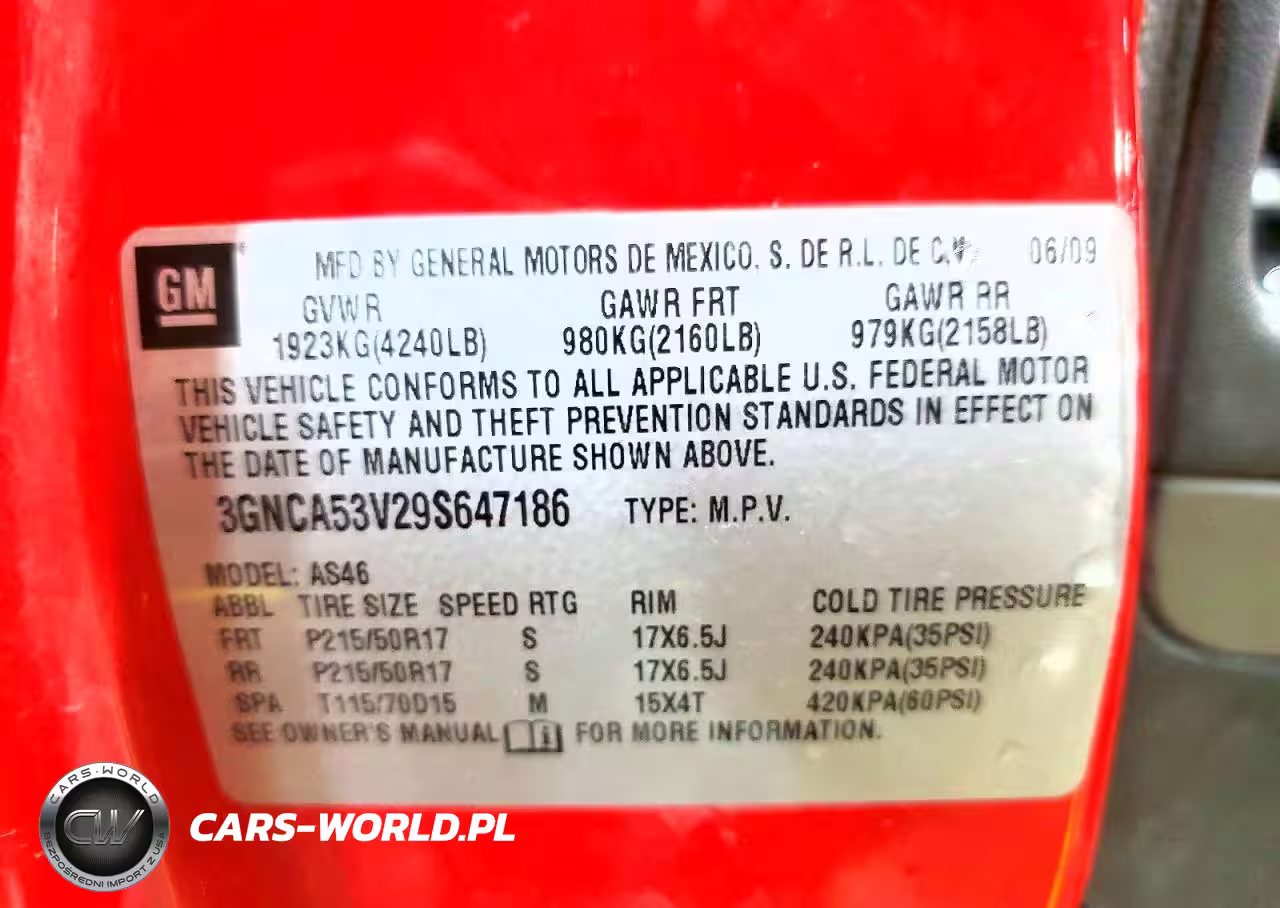 GM
MFD BY GENERAL MOTORS DE MEXICO, S. DE R.L. DE C.V. 06/09
GVWR GAWR FRT GAWR RR
1923KG(4240LB) 980KG(2160LB) 979KG(2158LB)
THIS VEHICLE CONFORMS TO ALL APPLICABLE U.S. FEDERAL MOTOR
VEHICLE SAFETY AND THEFT PREVENTION STANDARDS IN EFFECT ON
THE DATE OF MANUFACTURE SHOWN ABOVE.
3GNCA53V29S647186 TYPE: M.P.V.
MODEL: AS46
ABBL TIRE SIZE SPEED RTG RIM COLD TIRE PRESSURE
FRT P215/50R17 S 17X6.5J 240KPA(35PSI)
RR P215/50R17 S 17X6.5J 240KPA(35PSI)
SPA T115/70D15 M 15X4T 420KPA(60PSI)
SEE OWNER'S MANUAL FOR MORE INFORMATION.
CARS-WORLD
CW
BEZPOŚREDNI IMPORT Z USA
CARS-WORLD.PL